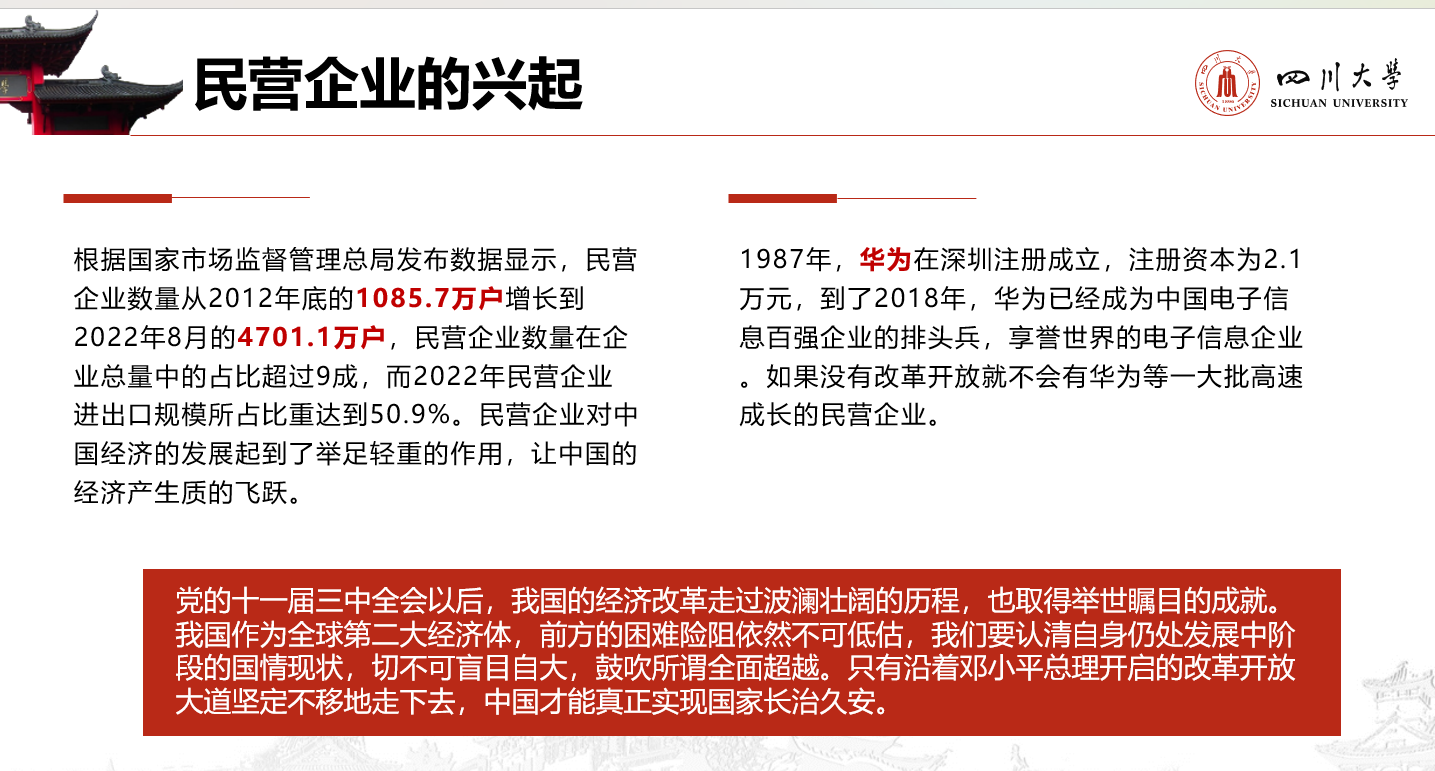 民营企业的兴起
四川大學
SICHUAN UNIVERSITY
SICHUAN UNIVERSITY
1896
根据国家市场监督管理总局发布数据显示，民营
企业数量从2012年底的1085.7万户增长到
2022年8月的4701.1万户，民营企业数量在企
业总量中的占比超过9成，而2022年民营企业
进出口规模所占比重达到50.9%。民营企业对中
国经济的发展起到了举足轻重的作用，让中国的
经济产生质的飞跃。
1987年，华为在深圳注册成立，注册资本为2.1
万元，到了2018年，华为已经成为中国电子信
息百强企业的排头兵，享誉世界的电子信息企业
。如果没有改革开放就不会有华为等一大批高速
成长的民营企业。
党的十一届三中全会以后，我国的经济改革走过波澜壮阔的历程，也取得举世瞩目的成就。
我国作为全球第二大经济体，前方的困难险阻依然不可低估，我们要认清自身仍处发展中阶
段的国情现状，切不可盲目自大，鼓吹所谓全面超越。只有沿着邓小平总理开启的改革开放
大道坚定不移地走下去，中国才能真正实现国家长治久安。